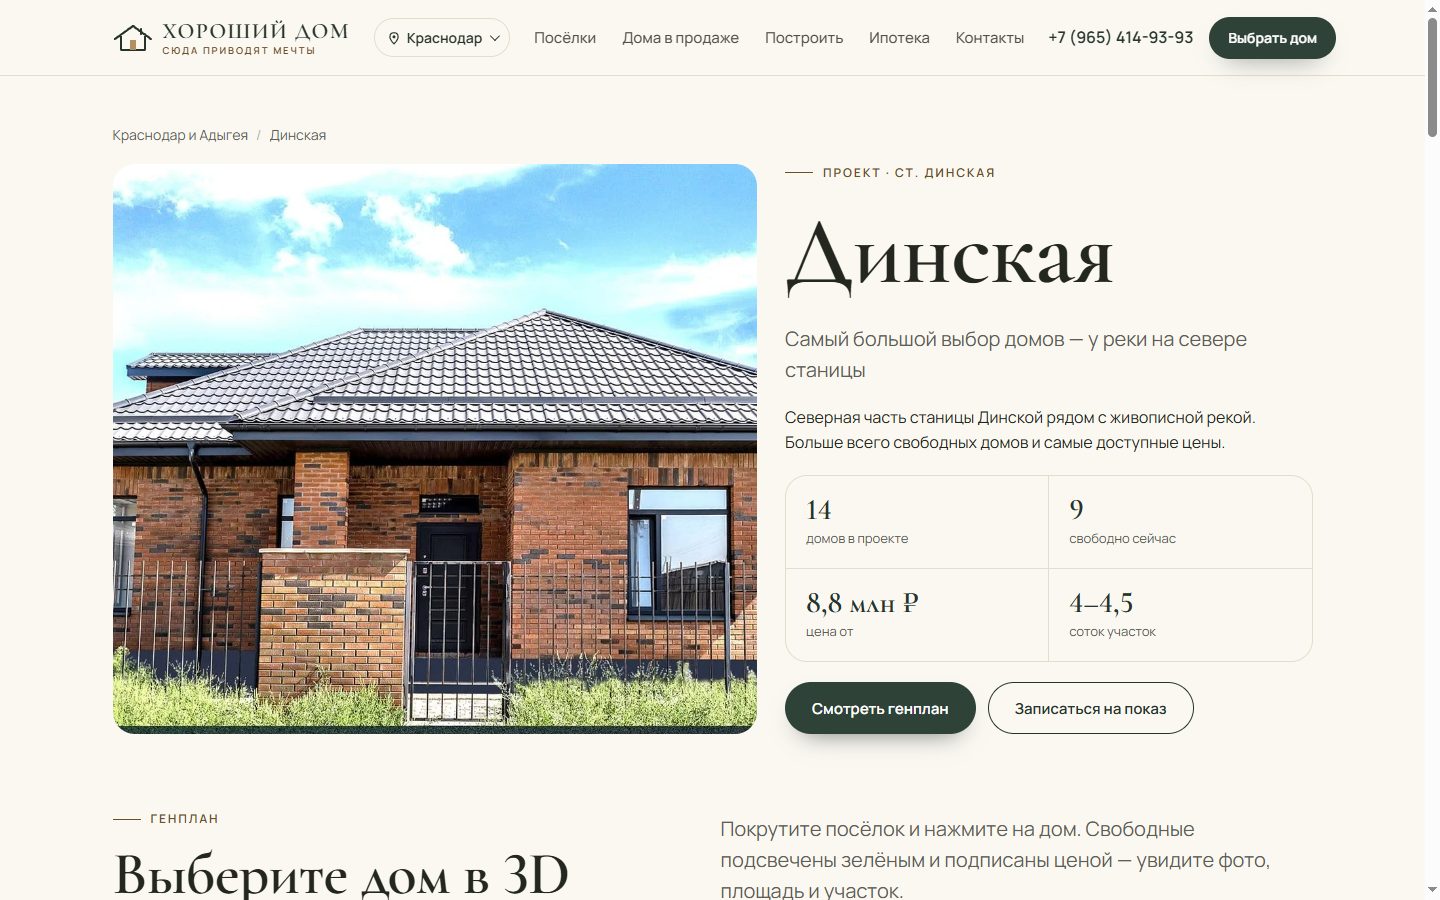 ХОРОШИЙ ДОМ
СЮДА ПРИВОДЯТ МЕЧТЫ
Краснодар
Посёлки
Дома в продаже
Построить
Ипотека
Контакты
+7 (965) 414-93-93
Выбрать дом
Краснодар и Адыгея / Динская
ПРОЕКТ · СТ. ДИНСКАЯ
Динская
Самый большой выбор домов — у реки на севере
станицы
Северная часть станицы Динской рядом с живописной рекой.
Больше всего свободных домов и самые доступные цены.
14
домов в проекте
9
свободно сейчас
8,8 млн ₽
цена от
4–4,5
соток участок
Смотреть генплан
Записаться на показ
ГЕНПЛАН
Выберите дом в 3D
Покрутите посёлок и нажмите на дом. Свободные
подсвечены зелёным и подписаны ценой — увидите фото,
площадь и участок.